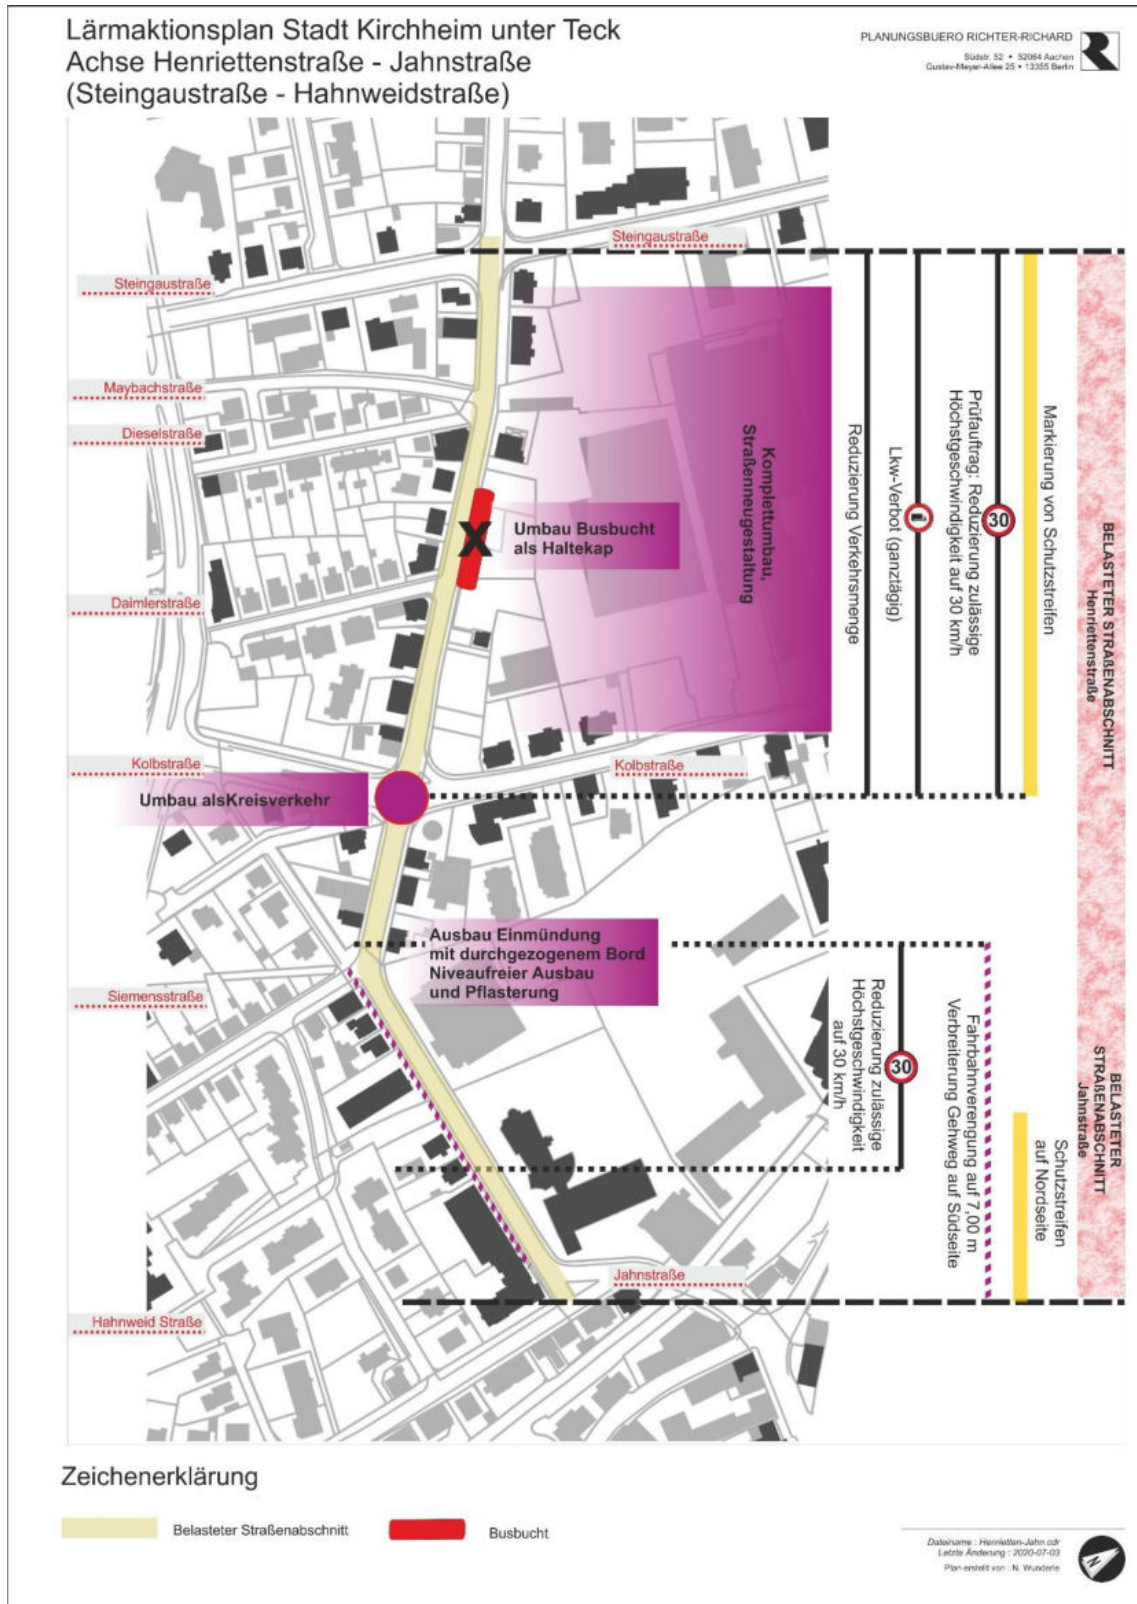 Lärmaktionsplan Stadt Kirchheim unter Teck
Achse Henriettenstraße - Jahnstraße
(Steingaustraße - Hahnweidstraße)
PLANUNGSBUERO RICHTER-RICHARD
Südstr. 52 • 52064 Aachen
Gustav-Meyer-Allee 25 • 13355 Berlin
Steingaustraße
Steingaustraße
Maybachstraße
Dieselstraße
Daimlerstraße
Kolbstraße
Kolbstraße
Siemensstraße
Jahnstraße
Hahnweid Straße
Komplettumbau,
Straßenneugestaltung
Umbau Busbucht
als Haltekap
X
Umbau alsKreisverkehr
Ausbau Einmündung
mit durchgezogenem Bord
Niveaufreier Ausbau
und Pflasterung
Reduzierung Verkehrsmenge
Lkw-Verbot (ganztägig)
Prüfauftrag: Reduzierung zulässige
Höchstgeschwindigkeit auf 30 km/h
30
Markierung von Schutzstreifen
BELASTETER STRAßENABSCHNITT
Henriettenstraße
Reduzierung zulässige
Höchstgeschwindigkeit
auf 30 km/h
30
Fahrbahnverengung auf 7,00 m
Verbreiterung Gehweg auf Südseite
Schutzstreifen
auf Nordseite
BELASTETER
STRAßENABSCHNITT
Jahnstraße
Zeichenerklärung
Belasteter Straßenabschnitt
Busbucht
Dateiname : Henrietten-Jahn.cdr
Letzte Änderung : 2020-07-03
Plan erstellt von : N. Wunderle
N